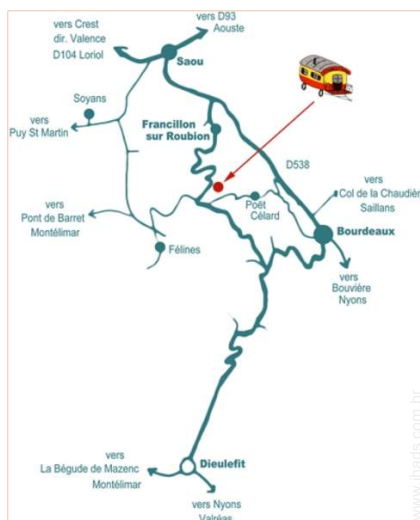 vers Crest
dir. Valence
D104 Loriol
vers D93
Aouste
Saou
Soyans
vers
Puy St Martin
Francillon
sur Roubion
D538
vers
Col de la Chaudièr
Saillans
vers
Pont de Barret
Montélimar
Poët
Célard
Bourdeaux
Félines
vers
Bouvière
Nyons
vers
La Bégude de Mazenc
Montélimar
Dieulefit
vers Nyons
Valréas
www.ihads.com.br